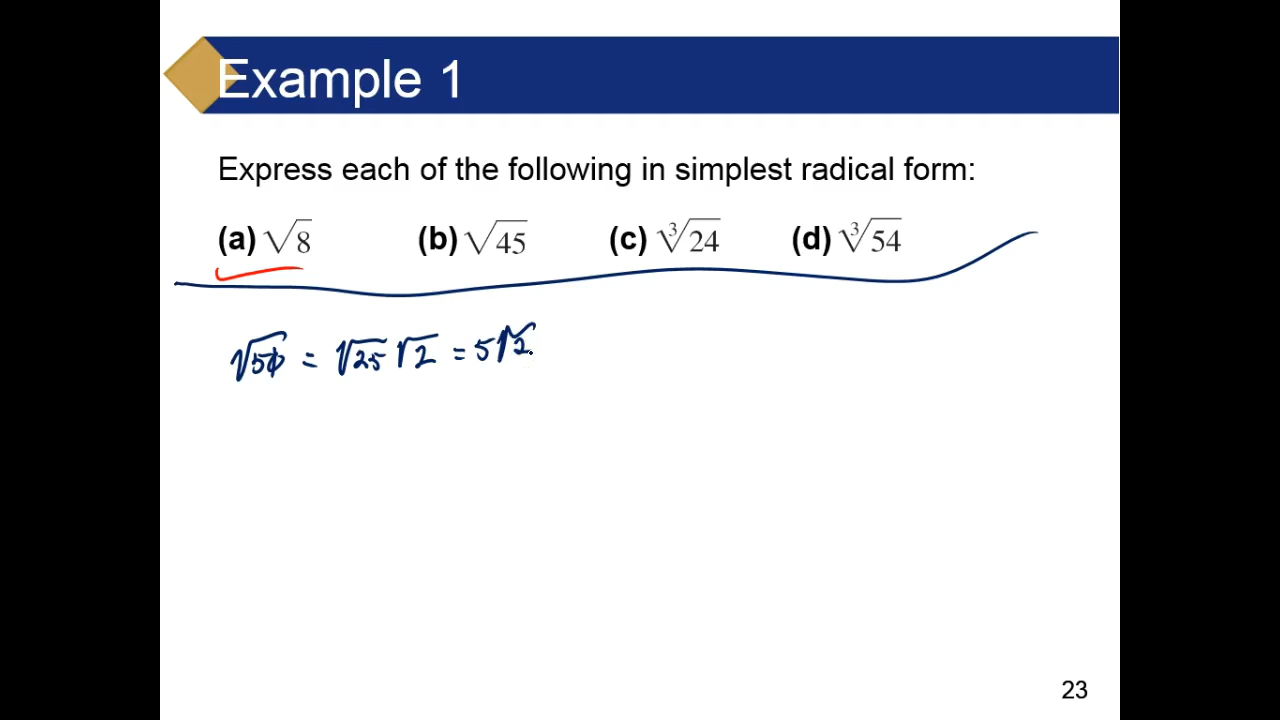 Example 1
Express each of the following in simplest radical form:
(a) √8 (b) √45 (c) ∛24 (d) ∛54
√50 = √25 √2 = 5√2
23